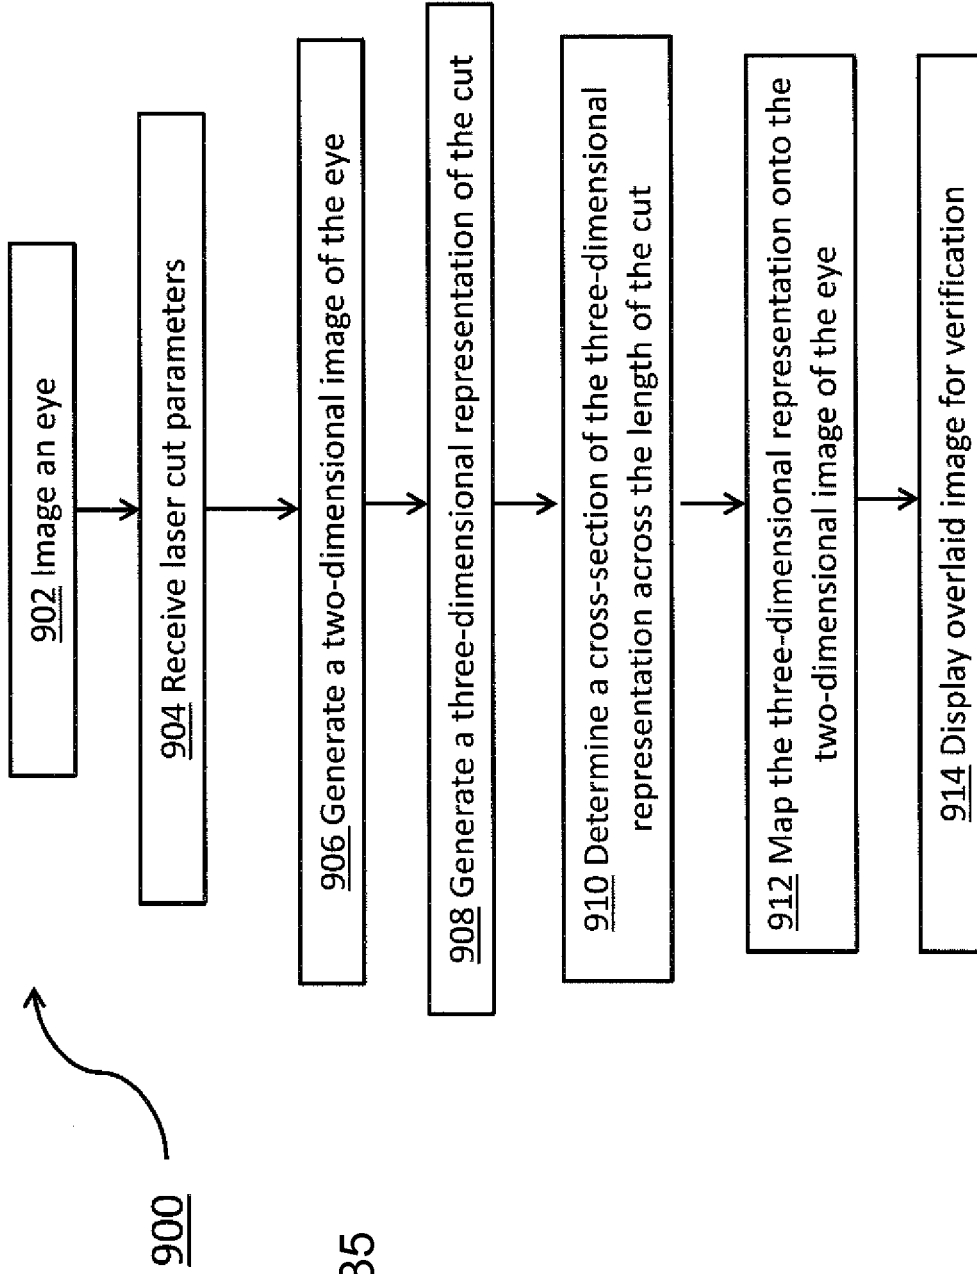 902 Image an eye
904 Receive laser cut parameters
906 Generate a two-dimensional image of the eye
908 Generate a three-dimensional representation of the cut
910 Determine a cross-section of the three-dimensional
representation across the length of the cut
912 Map the three-dimensional representation onto the
two-dimensional image of the eye
914 Display overlaid image for verification
900
35